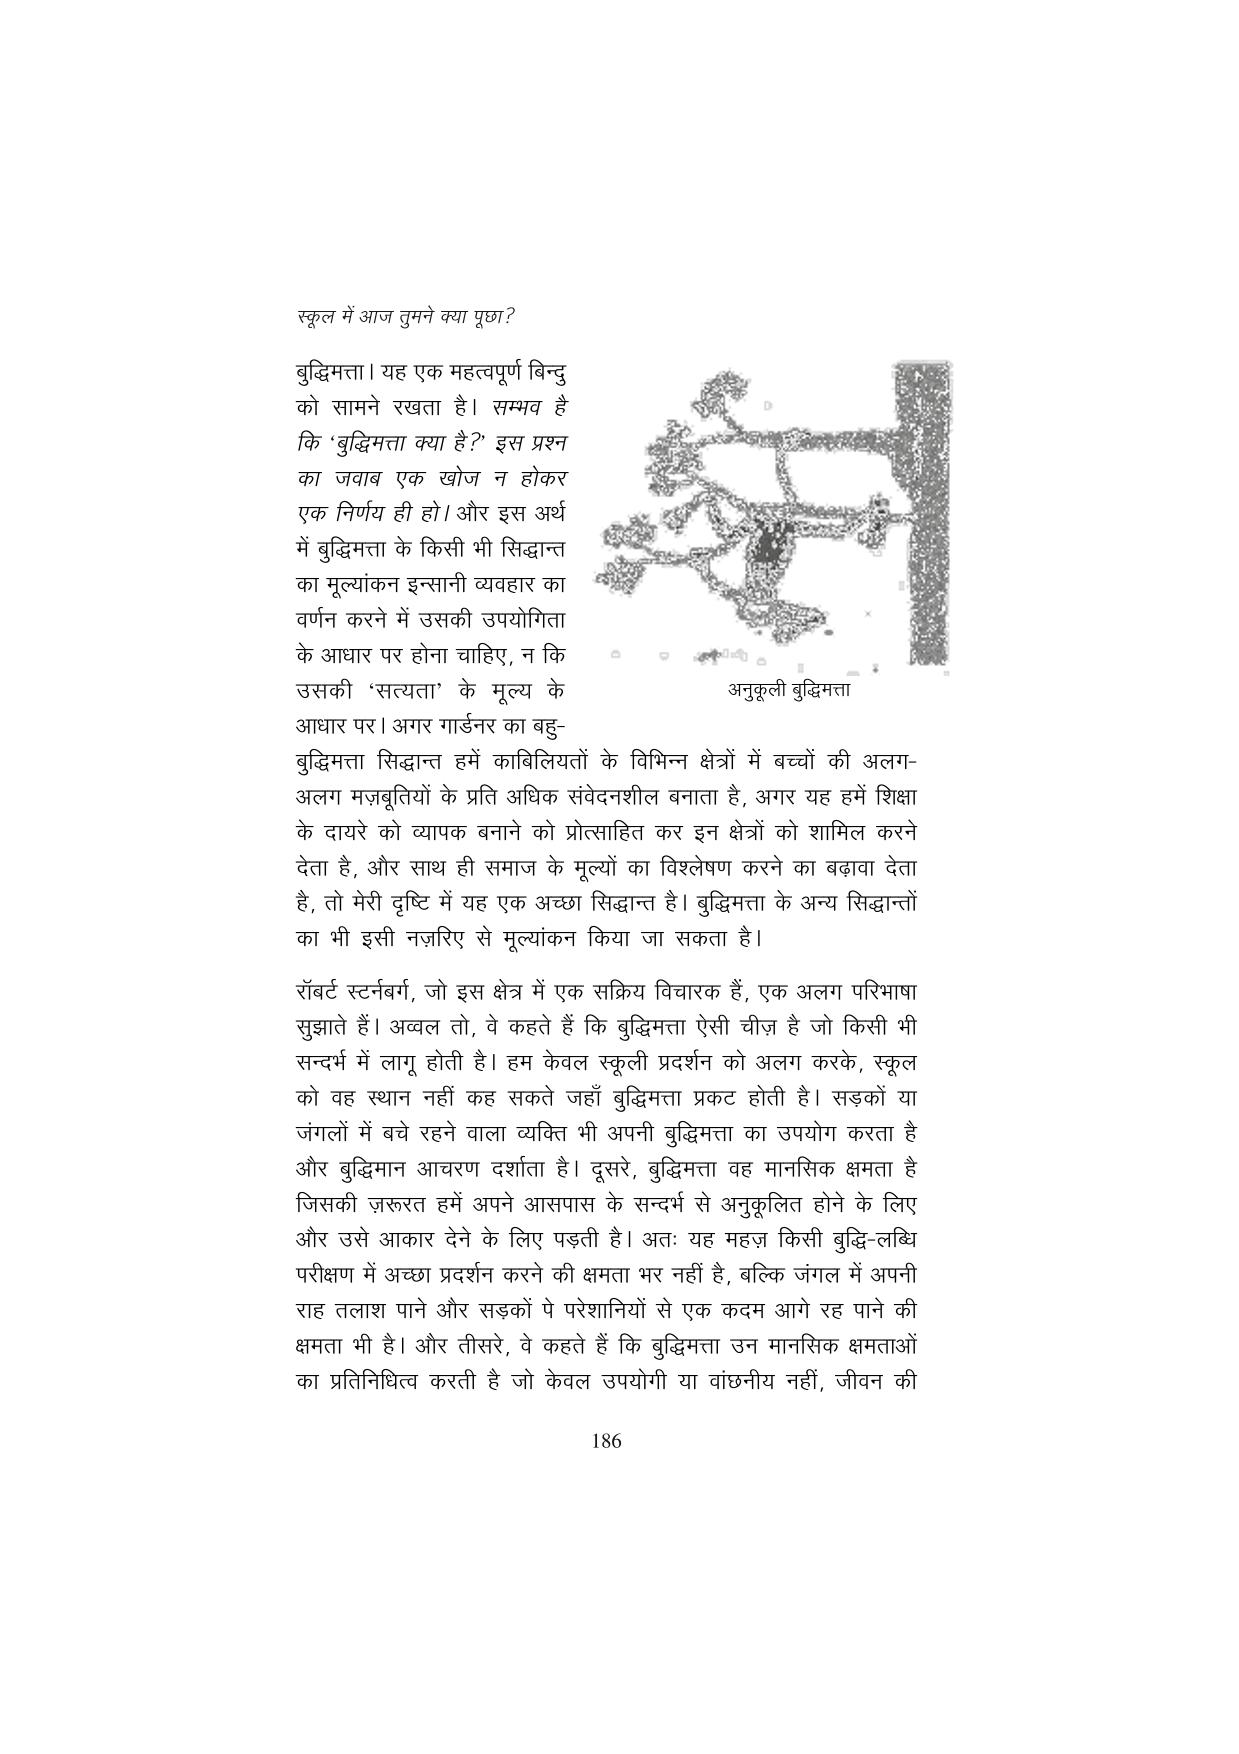 स्कूल में आज तुमने क्या पूछा?
बुद्धिमत्ता। यह एक महत्वपूर्ण बिन्दु
को सामने रखता है। सम्भव है
कि ‘बुद्धिमत्ता क्या है?’ इस प्रश्न
का जवाब एक खोज न होकर
एक निर्णय ही हो। और इस अर्थ
में बुद्धिमत्ता के किसी भी सिद्धान्त
का मूल्यांकन इन्सानी व्यवहार का
वर्णन करने में उसकी उपयोगिता
के आधार पर होना चाहिए, न कि
उसकी ‘सत्यता’ के मूल्य के
आधार पर। अगर गार्डनर का बहु-
अनुकूली बुद्धिमत्ता
बुद्धिमत्ता सिद्धान्त हमें काबिलियतों के विभिन्न क्षेत्रों में बच्चों की अलग-
अलग मज़बूतियों के प्रति अधिक संवेदनशील बनाता है, अगर यह हमें शिक्षा
के दायरे को व्यापक बनाने को प्रोत्साहित कर इन क्षेत्रों को शामिल करने
देता है, और साथ ही समाज के मूल्यों का विश्लेषण करने का बढ़ावा देता
है, तो मेरी दृष्टि में यह एक अच्छा सिद्धान्त है। बुद्धिमत्ता के अन्य सिद्धान्तों
का भी इसी नज़रिए से मूल्यांकन किया जा सकता है।
रॉबर्ट स्टर्नबर्ग, जो इस क्षेत्र में एक सक्रिय विचारक हैं, एक अलग परिभाषा
सुझाते हैं। अव्वल तो, वे कहते हैं कि बुद्धिमत्ता ऐसी चीज़ है जो किसी भी
सन्दर्भ में लागू होती है। हम केवल स्कूली प्रदर्शन को अलग करके, स्कूल
को वह स्थान नहीं कह सकते जहाँ बुद्धिमत्ता प्रकट होती है। सड़कों या
जंगलों में बचे रहने वाला व्यक्ति भी अपनी बुद्धिमत्ता का उपयोग करता है
और बुद्धिमान आचरण दर्शाता है। दूसरे, बुद्धिमत्ता वह मानसिक क्षमता है
जिसकी ज़रूरत हमें अपने आसपास के सन्दर्भ से अनुकूलित होने के लिए
और उसे आकार देने के लिए पड़ती है। अतः यह महज़ किसी बुद्धि-लब्धि
परीक्षण में अच्छा प्रदर्शन करने की क्षमता भर नहीं है, बल्कि जंगल में अपनी
राह तलाश पाने और सड़कों पे परेशानियों से एक कदम आगे रह पाने की
क्षमता भी है। और तीसरे, वे कहते हैं कि बुद्धिमत्ता उन मानसिक क्षमताओं
का प्रतिनिधित्व करती है जो केवल उपयोगी या वांछनीय नहीं, जीवन की
186